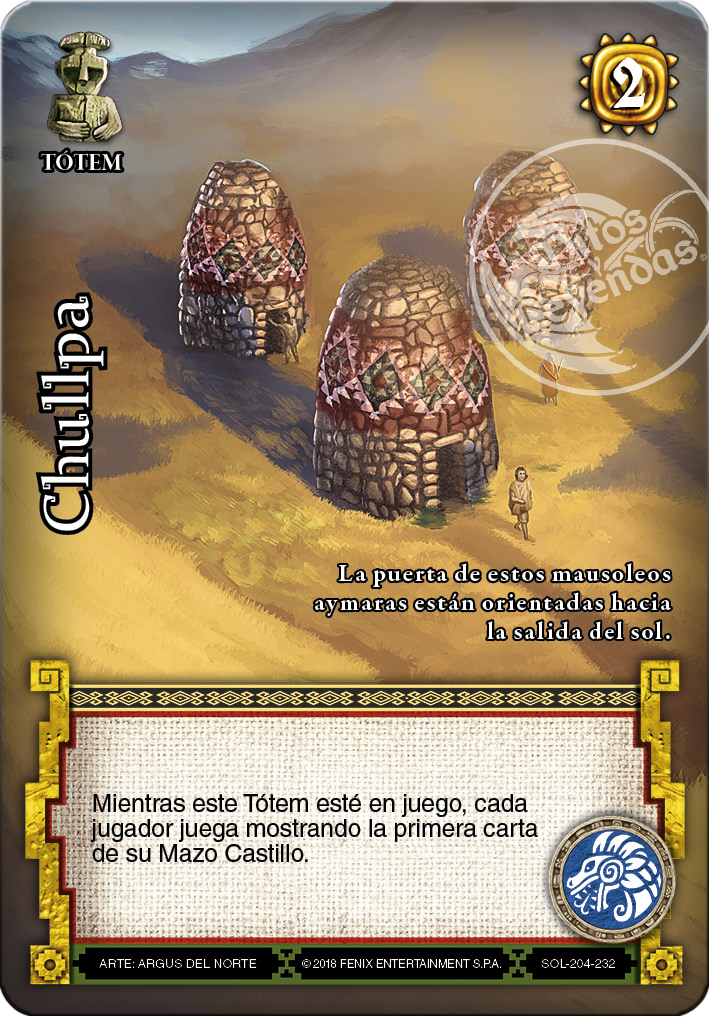 2
TÓTEM
Mitos
y
Leyendas
®
Chullpa
La puerta de estos mausoleos
aymaras están orientadas hacia
la salida del sol.
Mientras este Tótem esté en juego, cada
jugador juega mostrando la primera carta
de su Mazo Castillo.
ARTE: ARGUS DEL NORTE
©2018 FENIX ENTERTAINMENT S.P.A.
SOL-204-232